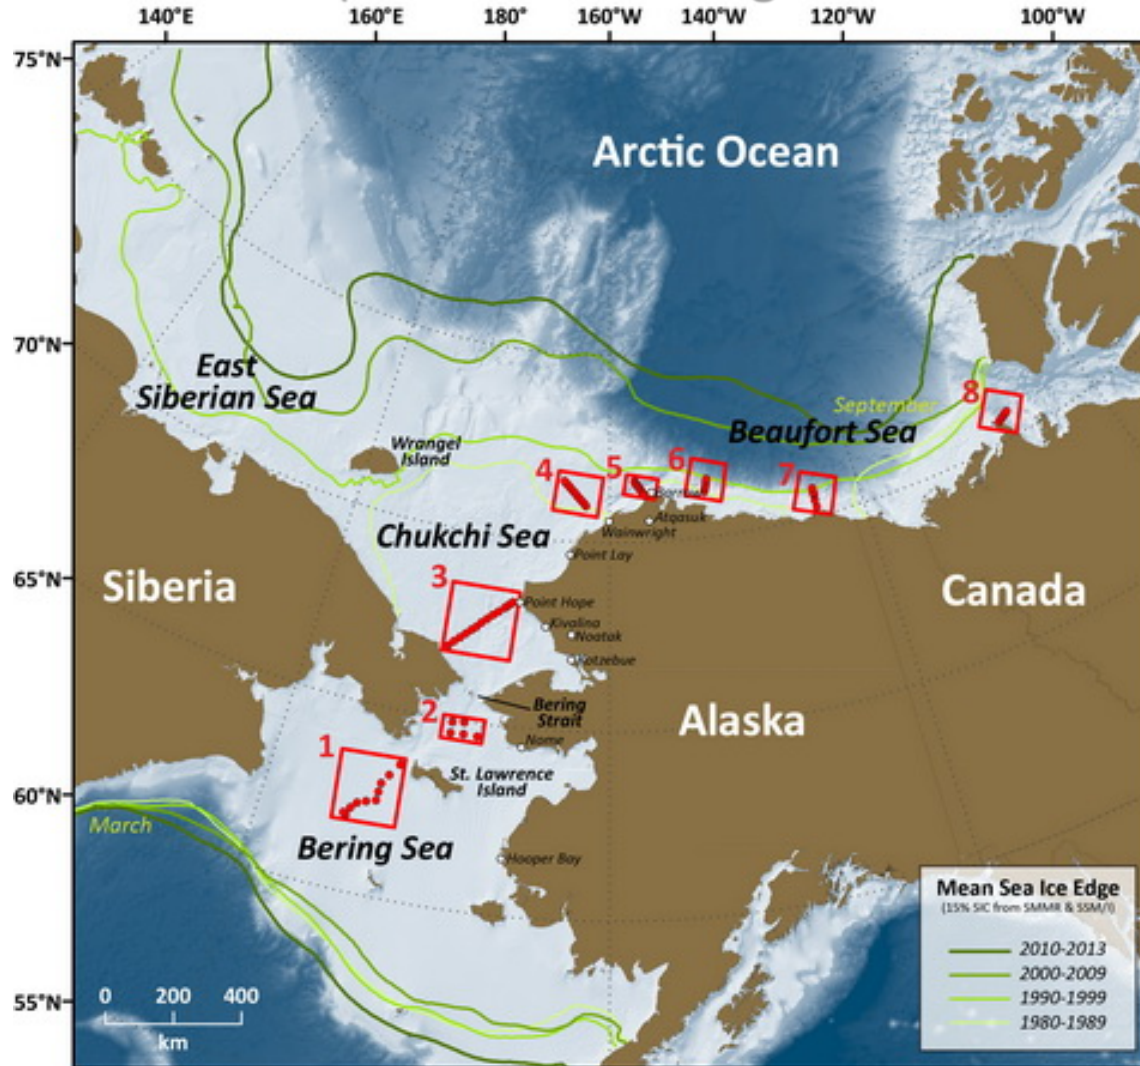 140°E 160°E 180° 160°W 140°W 120°W 100°W
75°N
Arctic Ocean
70°N
East
Siberian Sea
September
8
Beaufort Sea
Wrangel
Island
4
5
6
7
Barrow
Atqasuk
Wainwright
Chukchi Sea
Point Lay
65°N
Siberia
3
Canada
Point Hope
Kivalina
Noatak
Kotzebue
Bering
Strait
2
Alaska
Nome
1
St. Lawrence
Island
60°N
March
Bering Sea
Hooper Bay
Mean Sea Ice Edge
(15% SIC from SMMR & SSM/I)
2010-2013
2000-2009
1990-1999
1980-1989
55°N
0 200 400
km